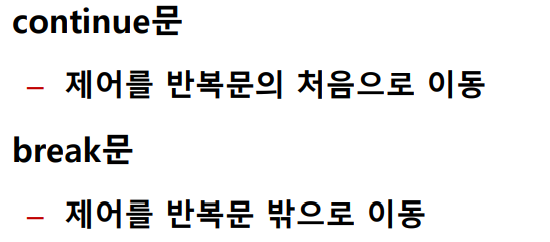 continue문
– 제어를 반복문의 처음으로 이동
break문
– 제어를 반복문 밖으로 이동